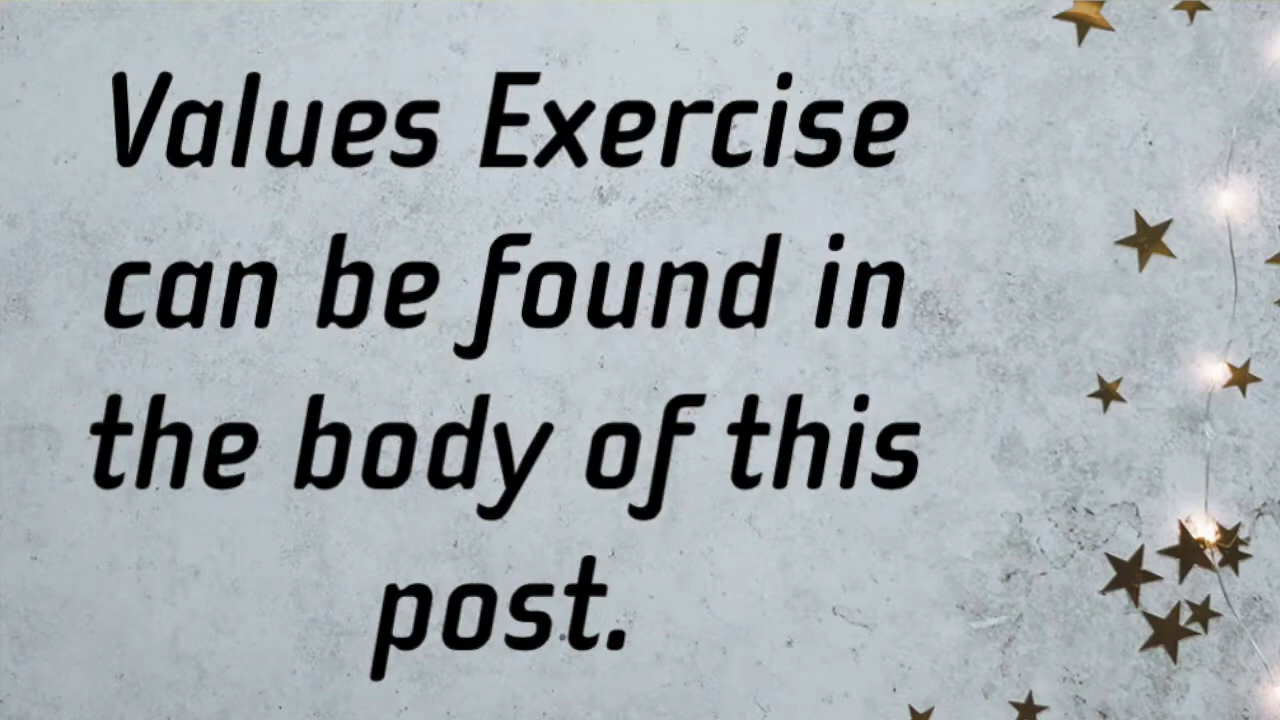 Values Exercise
can be found in
the body of this
post.